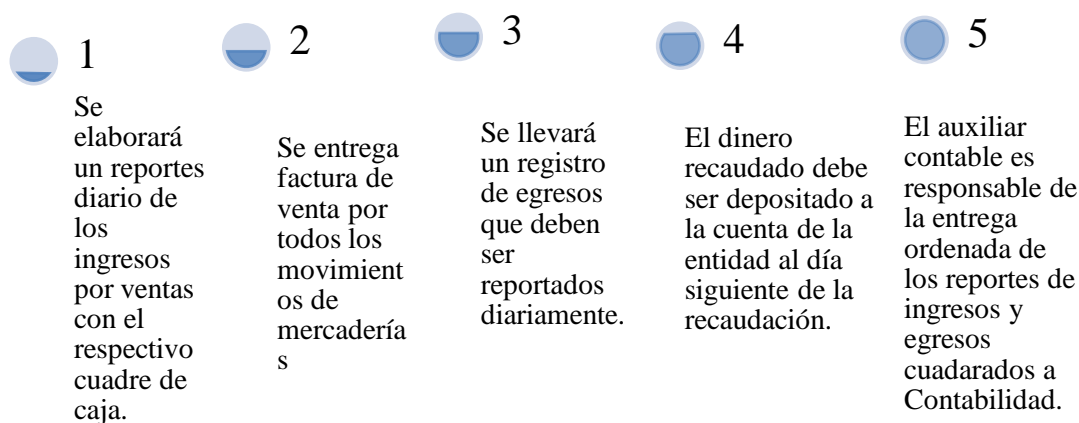 1
Se
elaborará
un reportes
diario de
los
ingresos
por ventas
con el
respectivo
cuadre de
caja.
2
Se entrega
factura de
venta por
todos los
movimient
os de
mercadería
s
3
Se llevará
un registro
de egresos
que deben
ser
reportados
diariamente.
4
El dinero
recaudado debe
ser depositado a
la cuenta de la
entidad al día
siguiente de la
recaudación.
5
El auxiliar
contable es
responsable de
la entrega
ordenada de
los reportes de
ingresos y
egresos
cuadarados a
Contabilidad.